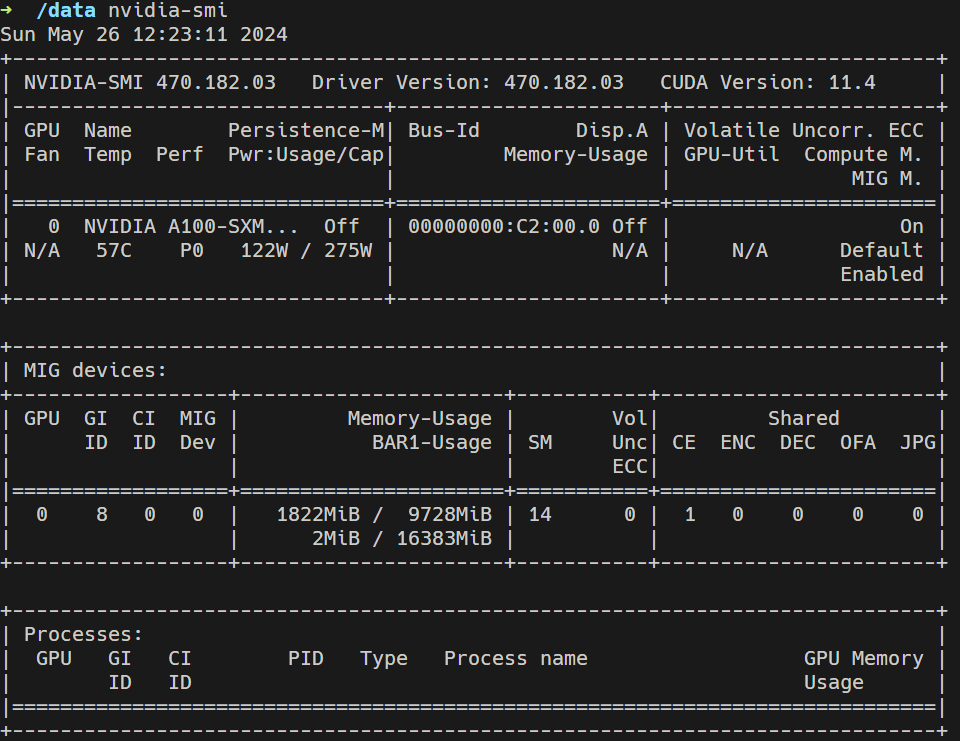 →  /data nvidia-smi
Sun May 26 12:23:11 2024
+-----------------------------------------------------------------------------+
| NVIDIA-SMI 470.182.03   Driver Version: 470.182.03   CUDA Version: 11.4     |
|-------------------------------+----------------------+----------------------+
| GPU  Name        Persistence-M| Bus-Id        Disp.A | Volatile Uncorr. ECC |
| Fan  Temp  Perf  Pwr:Usage/Cap|         Memory-Usage | GPU-Util  Compute M. |
|                               |                      |               MIG M. |
|===============================+======================+======================|
|   0  NVIDIA A100-SXM...  Off  | 00000000:C2:00.0 Off |                   On |
| N/A   57C    P0   122W / 275W |                  N/A |     N/A      Default |
|                               |                      |              Enabled |
+-------------------------------+----------------------+----------------------+

+-----------------------------------------------------------------------------+
| MIG devices:                                                                |
+------------------+----------------------+-----------+-----------------------+
| GPU  GI  CI  MIG |         Memory-Usage |        Vol|         Shared        |
|      ID  ID  Dev |           BAR1-Usage | SM     Unc| CE  ENC  DEC  OFA  JPG|
|                  |                      |        ECC|                       |
|==================+======================+===========+=======================|
|  0    8   0   0  |   1822MiB /  9728MiB | 14      0 |  1   0    0    0    0 |
|                  |      2MiB / 16383MiB |           |                       |
+------------------+----------------------+-----------+-----------------------+

+-----------------------------------------------------------------------------+
| Processes:                                                                  |
|  GPU   GI   CI        PID   Type   Process name                  GPU Memory |
|        ID   ID                                                   Usage      |
|=============================================================================|
+-----------------------------------------------------------------------------+